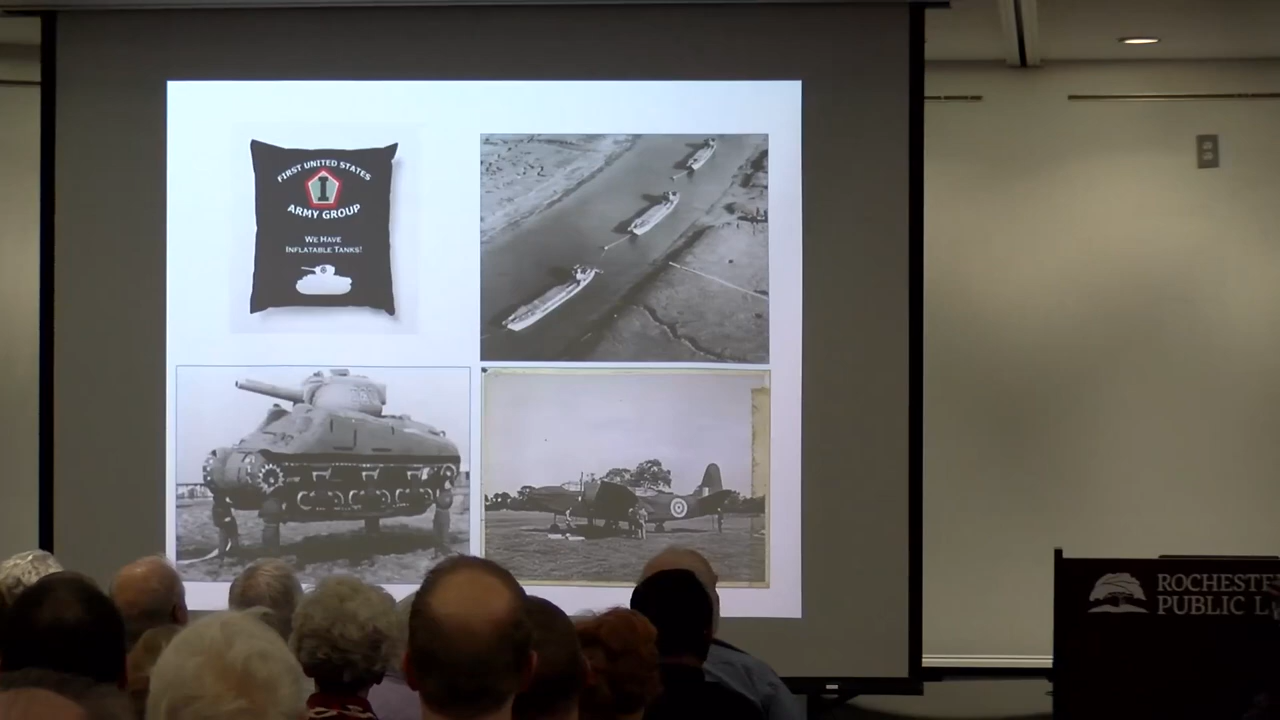 FIRST UNITED STATES
I
ARMY GROUP
WE HAVE
INFLATABLE TANKS!
ROCHESTE
PUBLIC L